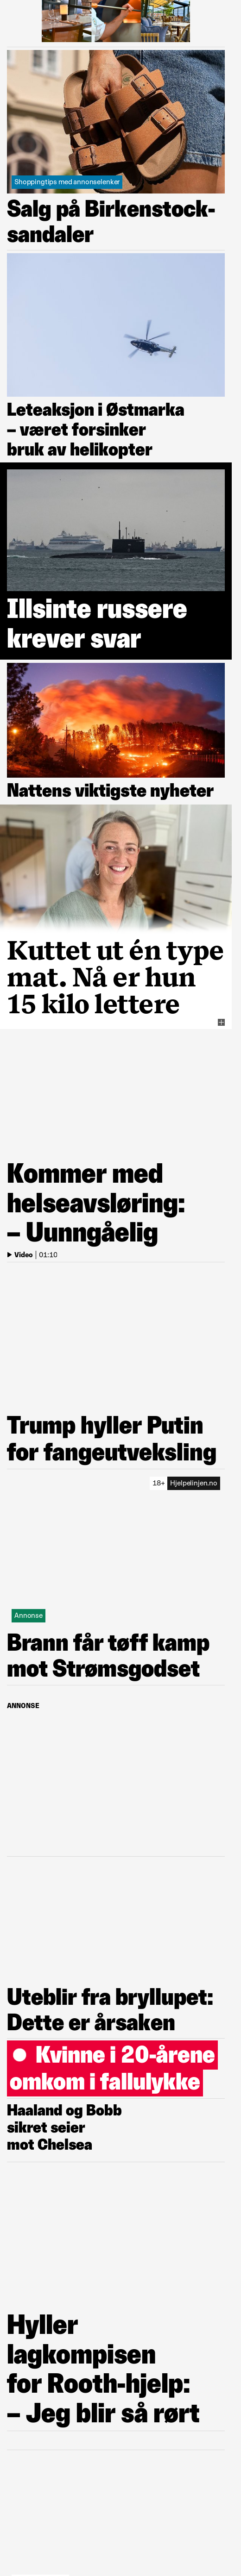 Shoppingtips med annonselenker
Salg på Birkenstock-
sandaler
Leteaksjon i Østmarka
– været forsinker
bruk av helikopter
Illsinte russere
krever svar
Nattens viktigste nyheter
Kuttet ut én type
mat. Nå er hun
15 kilo lettere
Kommer med
helseavsløring:
– Uunngåelig
Video | 01:10
Trump hyller Putin
for fangeutveksling
18+ Hjelpelinjen.no
Annonse
Brann får tøff kamp
mot Strømsgodset
ANNONSE
Uteblir fra bryllupet:
Dette er årsaken
Kvinne i 20-årene
omkom i fallulykke
Haaland og Bobb
sikret seier
mot Chelsea
Hyller
lagkompisen
for Rooth-hjelp:
– Jeg blir så rørt